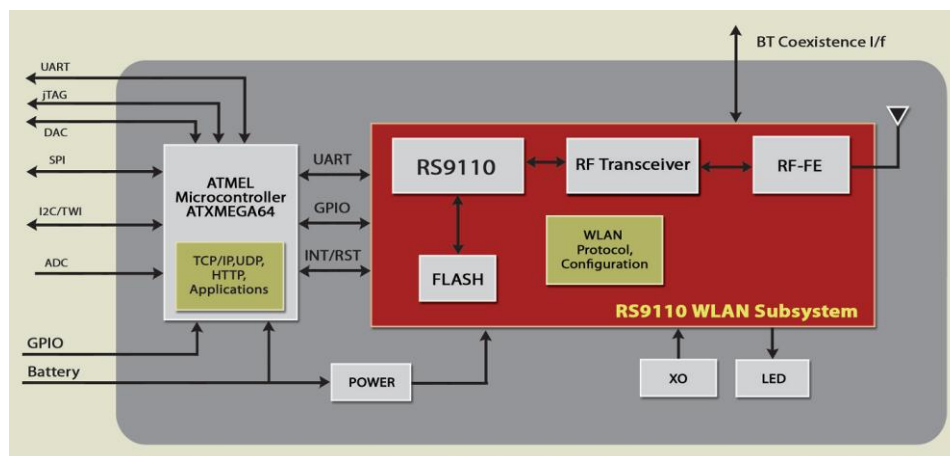 BT Coexistence I/f
UART
jTAG
DAC
SPI
I2C/TWI
ADC
GPIO
Battery
ATMEL
Microcontroller
ATXMEGA64
TCP/IP,UDP,
HTTP,
Applications
UART
GPIO
INT/RST
RS9110
RF Transceiver
RF-FE
FLASH
WLAN
Protocol,
Configuration
RS9110 WLAN Subsystem
POWER
XO
LED